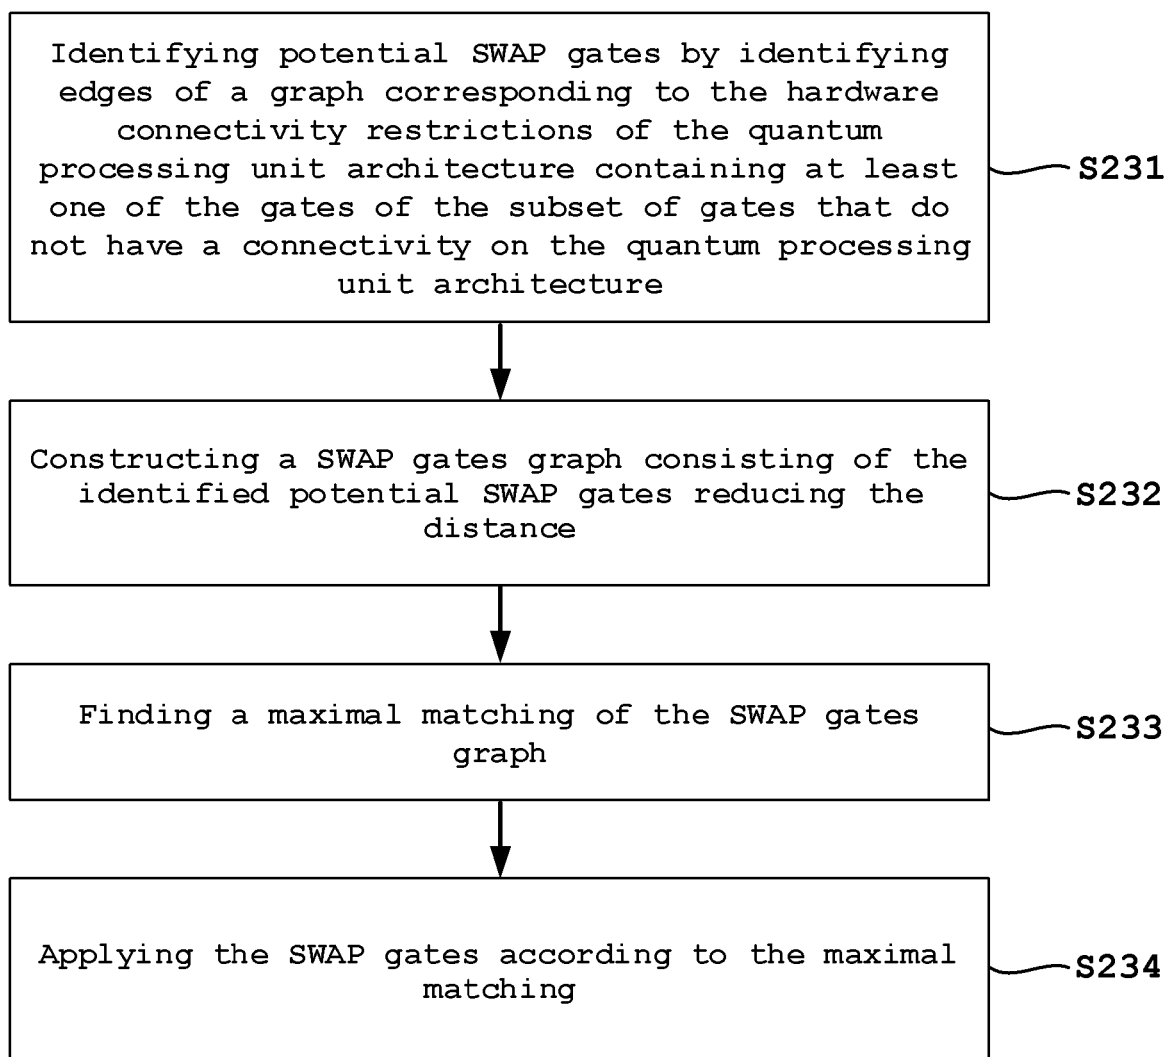 Identifying potential SWAP gates by identifying
edges of a graph corresponding to the hardware
connectivity restrictions of the quantum
processing unit architecture containing at least
one of the gates of the subset of gates that do
not have a connectivity on the quantum processing
unit architecture
S231
Constructing a SWAP gates graph consisting of the
identified potential SWAP gates reducing the
distance
S232
Finding a maximal matching of the SWAP gates
graph
S233
Applying the SWAP gates according to the maximal
matching
S234